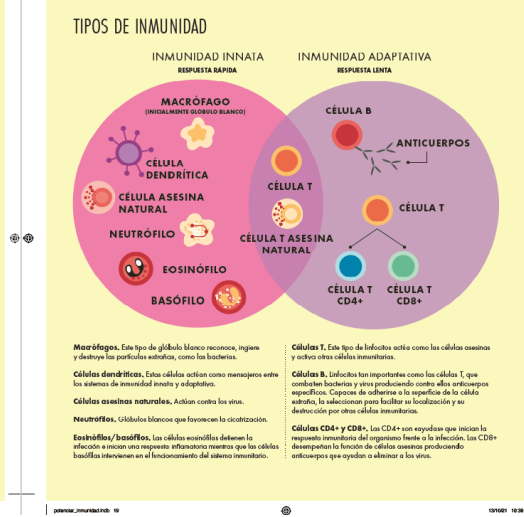 TIPOS DE INMUNIDAD
INMUNIDAD INNATA
RESPUESTA RÁPIDA
INMUNIDAD ADAPTATIVA
RESPUESTA LENTA
MACRÓFAGO
(INICIALMENTE GLÓBULO BLANCO)
CÉLULA
DENDRÍTICA
CÉLULA ASESINA
NATURAL
NEUTRÓFILO
EOSINÓFILO
BASÓFILO
CÉLULA T
CÉLULA T ASESINA
NATURAL
CÉLULA B
ANTICUERPOS
CÉLULA T
CÉLULA T
CD4+
CÉLULA T
CD8+
Macrófagos. Este tipo de glóbulo blanco reconoce, ingiere
y destruye las partículas extrañas, como las bacterias.
Células dendríticas. Estas células actúan como mensajeros entre
los sistemas de inmunidad innata y adaptativa.
Células asesinas naturales. Actúan contra los virus.
Neutrófilos. Glóbulos blancos que favorecen la cicatrización.
Eosinófilos/basófilos. Las células eosinófilas detienen la
infección e inician una respuesta inflamatoria mientras que las células
basófilas intervienen en el funcionamiento del sistema inmunitario.
Células T. Este tipo de linfocitos actúa como las células asesinas
y activa otras células inmunitarias.
Células B. Linfocitos tan importantes como las células T, que
combaten bacterias y virus produciendo contra ellos anticuerpos
específicos. Capaces de adherirse a la superficie de la célula
extraña, la seleccionan para facilitar su localización y su
destrucción por otras células inmunitarias.
Células CD4+ y CD8+. Las CD4+ son «ayudas» que inician la
respuesta inmunitaria del organismo frente a la infección. Las CD8+
desempeñan la función de células asesinas produciendo
anticuerpos que ayudan a eliminar a los virus.
potenciar_inmunidad.indb 19
13/10/21 18:39